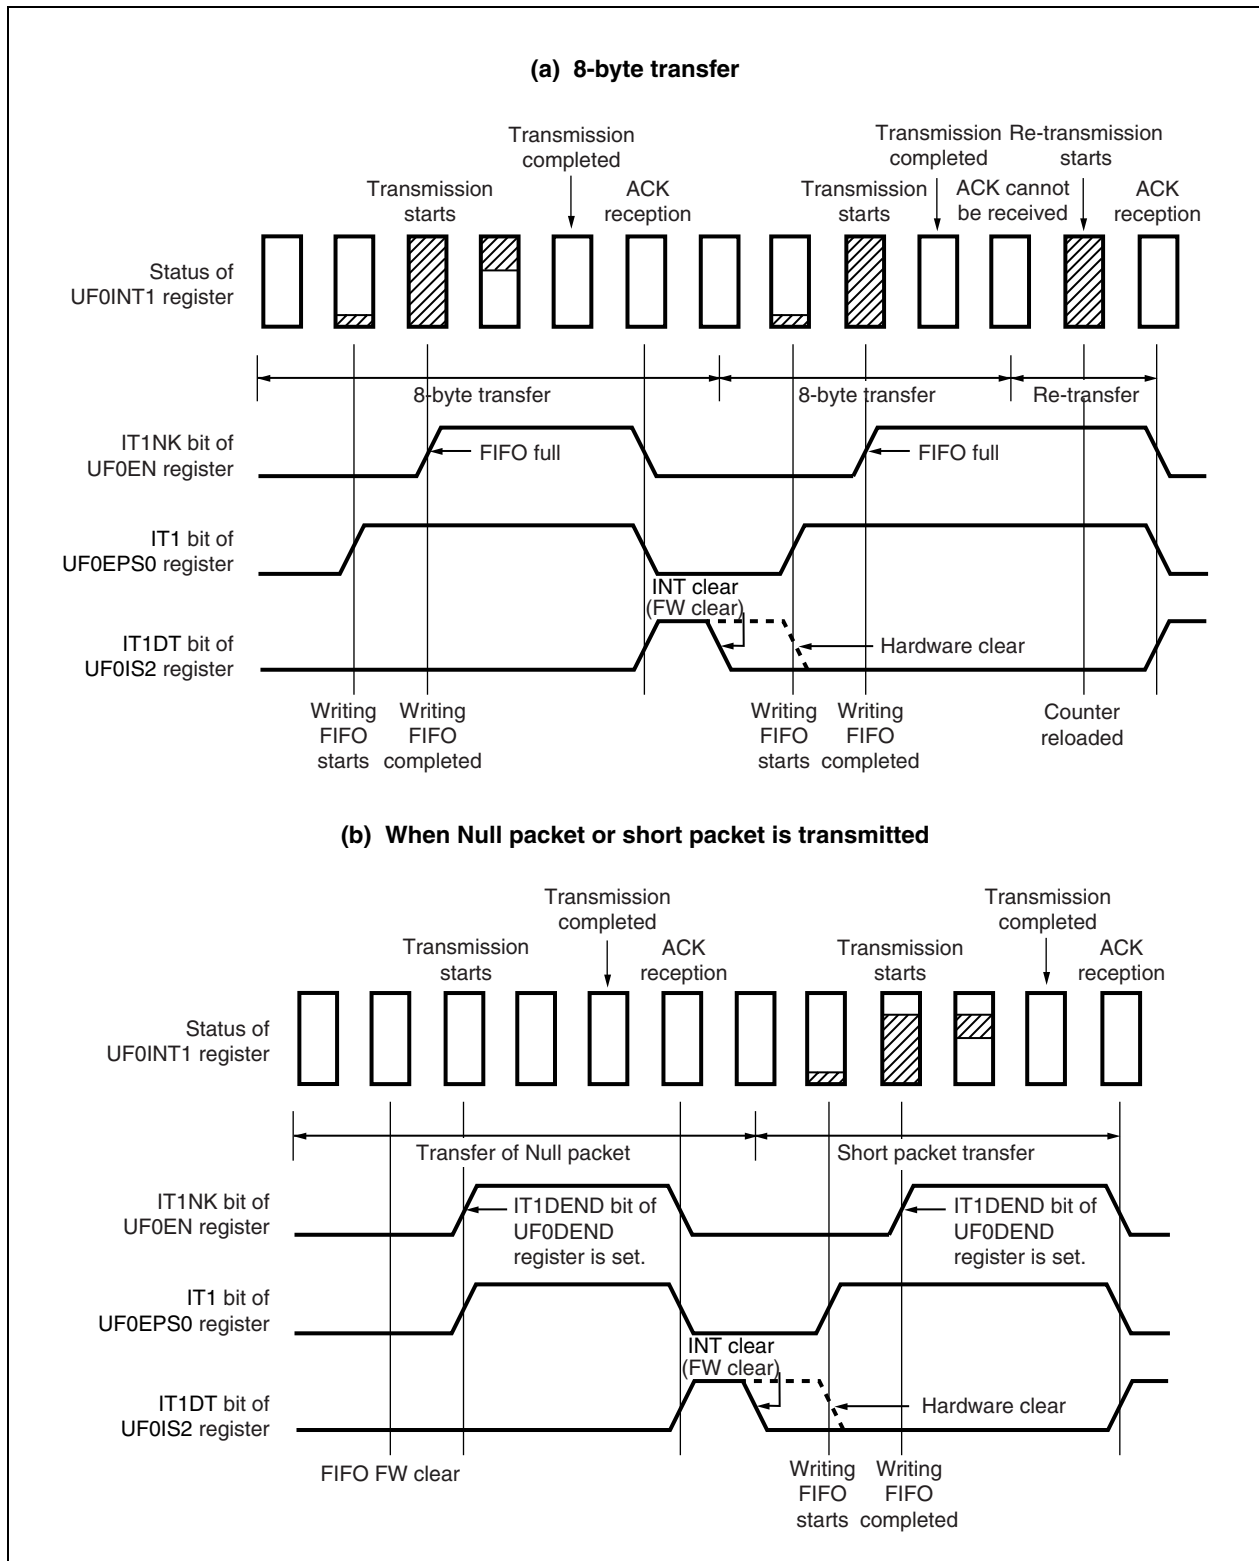 (a) 8-byte transfer
Transmission
completed
Transmission
completed
Re-transmission
starts
Transmission
starts
ACK
reception
Transmission
starts
ACK cannot
be received
ACK
reception
Status of
UF0INT1 register
8-byte transfer
8-byte transfer
Re-transfer
IT1NK bit of
UF0EN register
FIFO full
FIFO full
IT1 bit of
UF0EPS0 register
INT clear
(FW clear)
IT1DT bit of
UF0IS2 register
Hardware clear
Writing
FIFO
starts
Writing
FIFO
completed
Writing
FIFO
starts
Writing
FIFO
completed
Counter
reloaded
(b) When Null packet or short packet is transmitted
Transmission
completed
Transmission
completed
Transmission
starts
ACK
reception
Transmission
starts
ACK
reception
Status of
UF0INT1 register
Transfer of Null packet
Short packet transfer
IT1NK bit of
UF0EN register
IT1DEND bit of
UF0DEND
register is set.
IT1DEND bit of
UF0DEND
register is set.
IT1 bit of
UF0EPS0 register
INT clear
(FW clear)
IT1DT bit of
UF0IS2 register
Hardware clear
FIFO FW clear
Writing
FIFO
starts
Writing
FIFO
completed